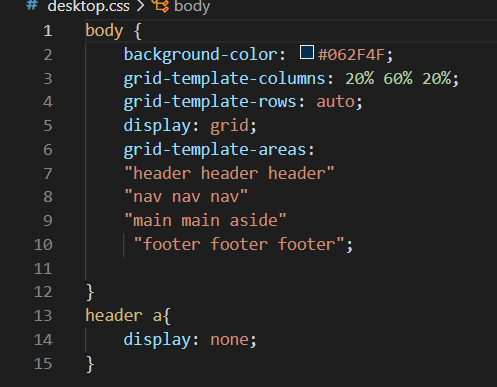 # desktop.css > body
1 body {
2 background-color: #062F4F;
3 grid-template-columns: 20% 60% 20%;
4 grid-template-rows: auto;
5 display: grid;
6 grid-template-areas:
7 "header header header"
8 "nav nav nav"
9 "main main aside"
10 "footer footer footer";
11
12 }
13 header a{
14 display: none;
15 }